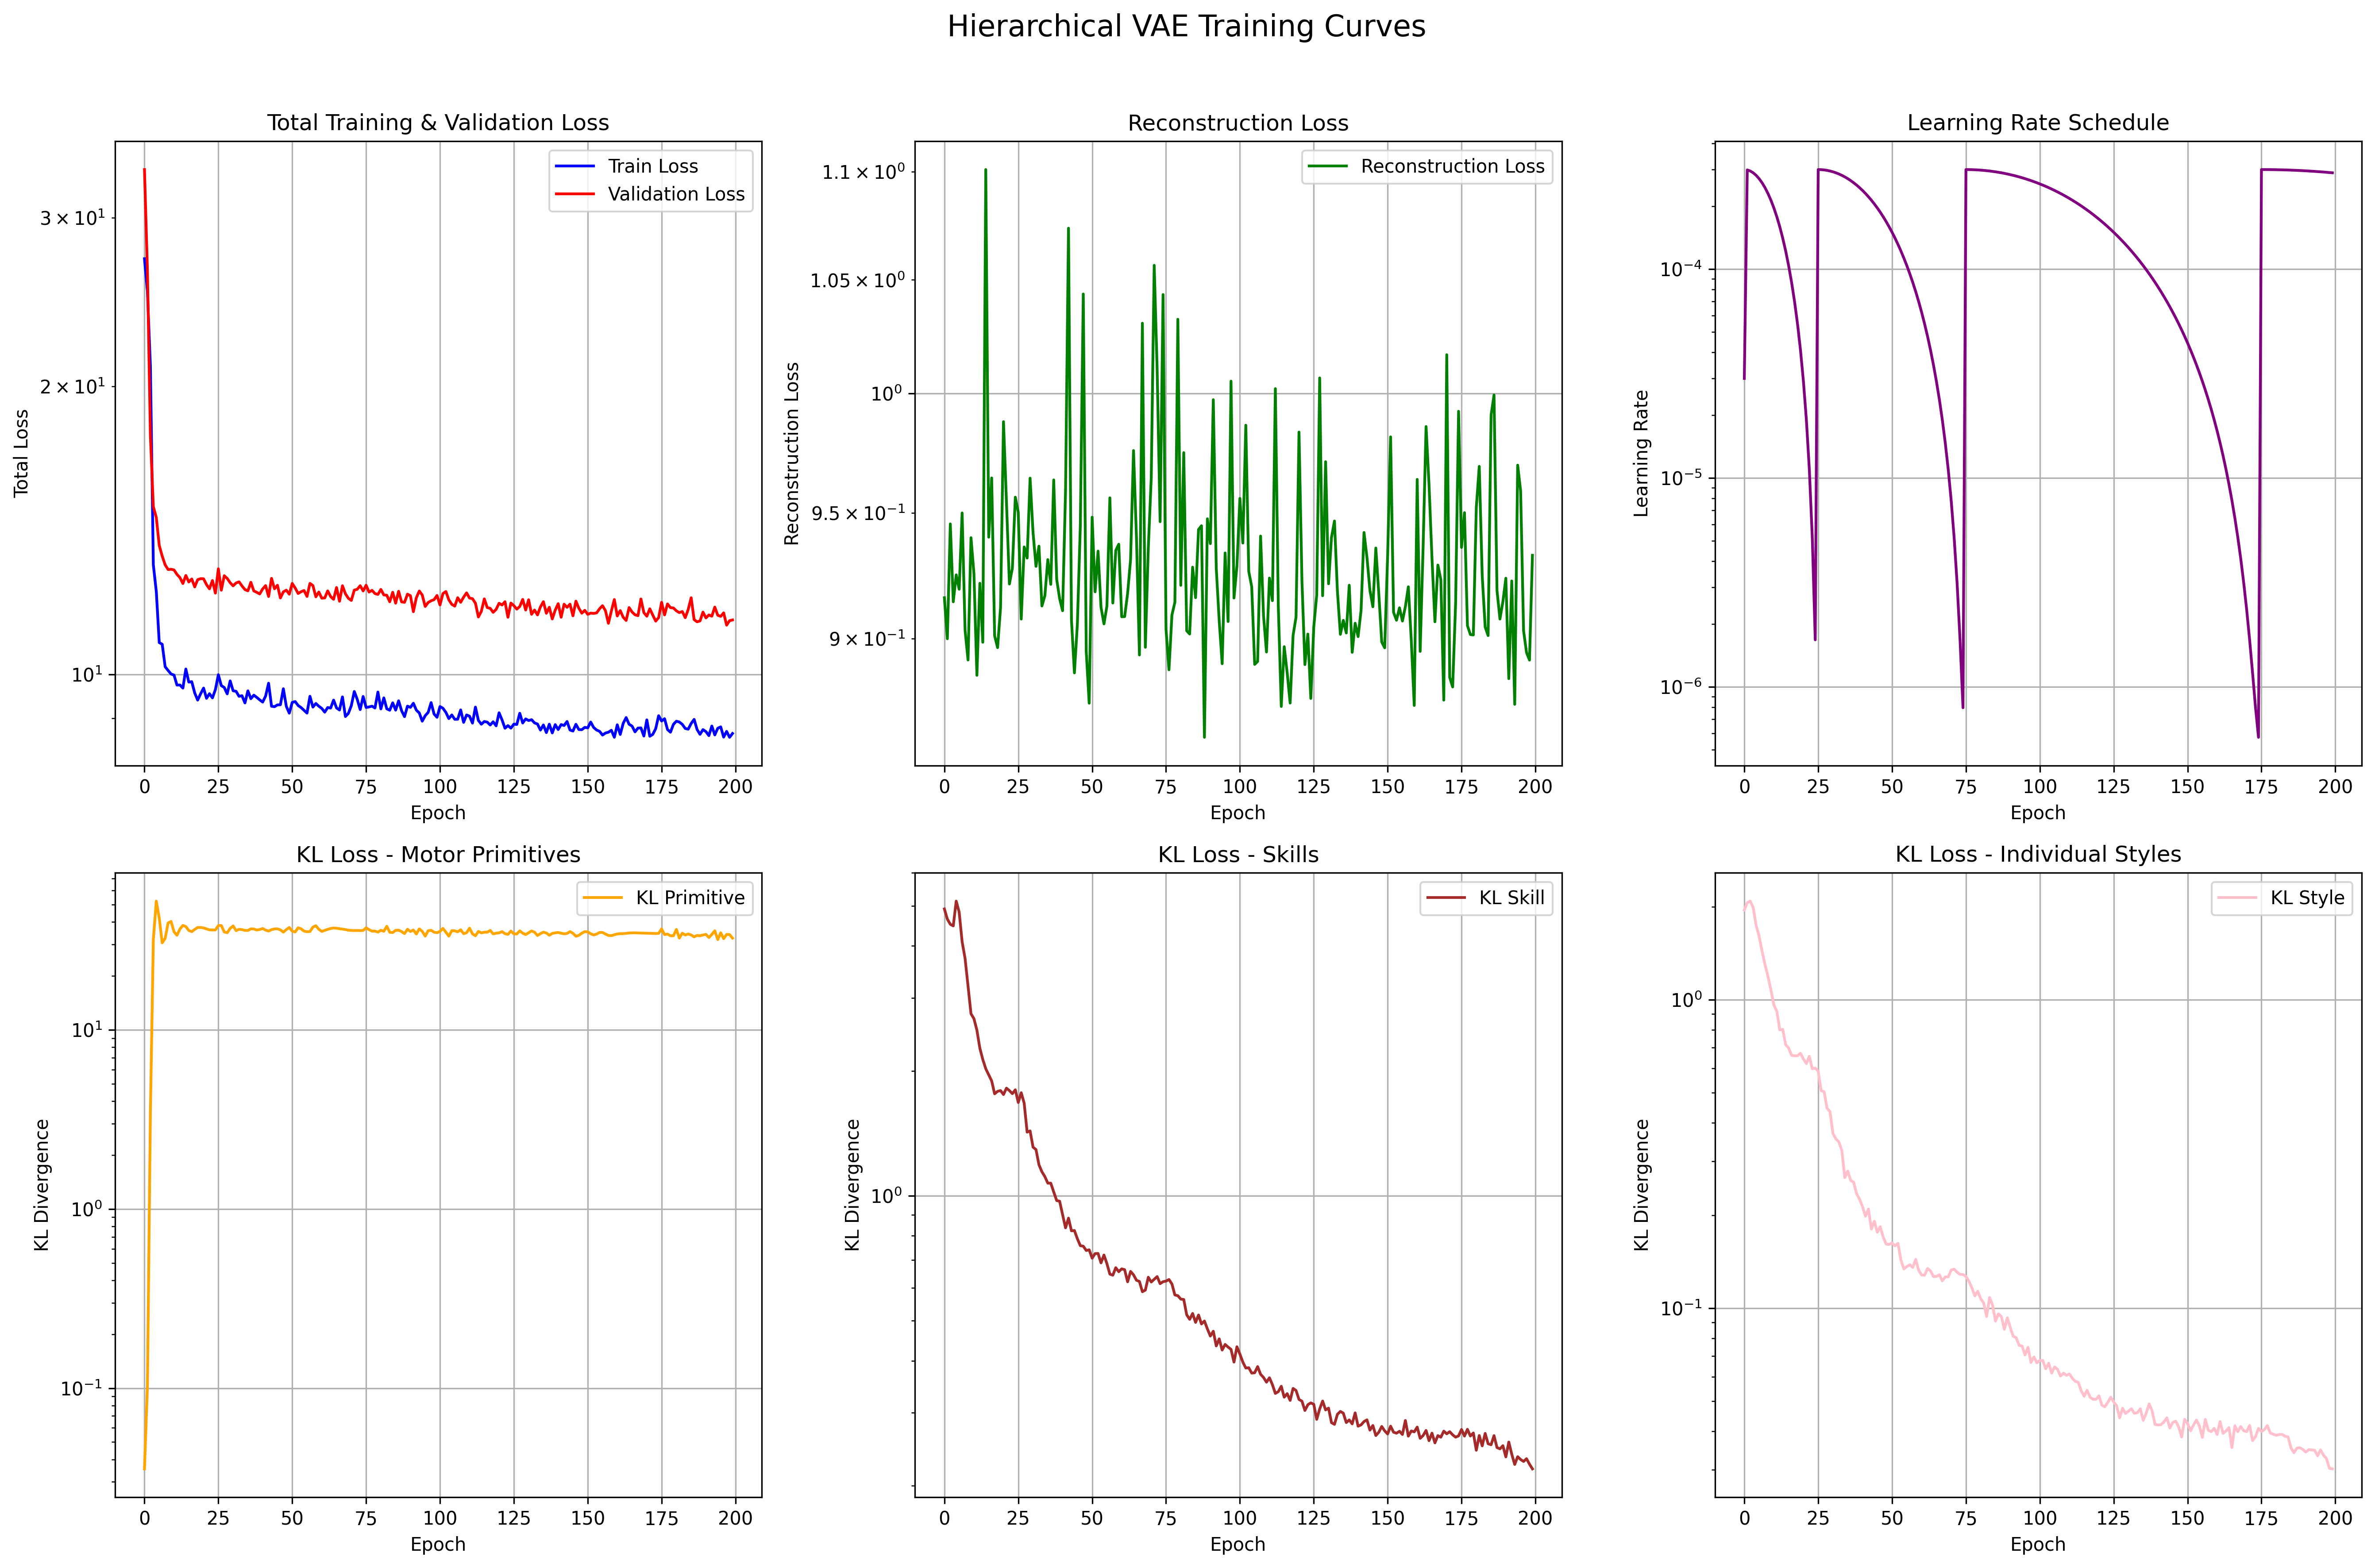 Hierarchical VAE Training Curves
Total Training & Validation Loss
Train Loss
Validation Loss
3 × 10¹
2 × 10¹
10¹
Total Loss
0 25 50 75 100 125 150 175 200
Epoch
Reconstruction Loss
Reconstruction Loss
1.1 × 10⁰
1.05 × 10⁰
10⁰
9.5 × 10⁻¹
9 × 10⁻¹
Reconstruction Loss
0 25 50 75 100 125 150 175 200
Epoch
Learning Rate Schedule
10⁻⁴
10⁻⁵
10⁻⁶
Learning Rate
0 25 50 75 100 125 150 175 200
Epoch
KL Loss - Motor Primitives
KL Primitive
10¹
10⁰
10⁻¹
KL Divergence
0 25 50 75 100 125 150 175 200
Epoch
KL Loss - Skills
KL Skill
10⁰
KL Divergence
0 25 50 75 100 125 150 175 200
Epoch
KL Loss - Individual Styles
KL Style
10⁰
10⁻¹
KL Divergence
0 25 50 75 100 125 150 175 200
Epoch